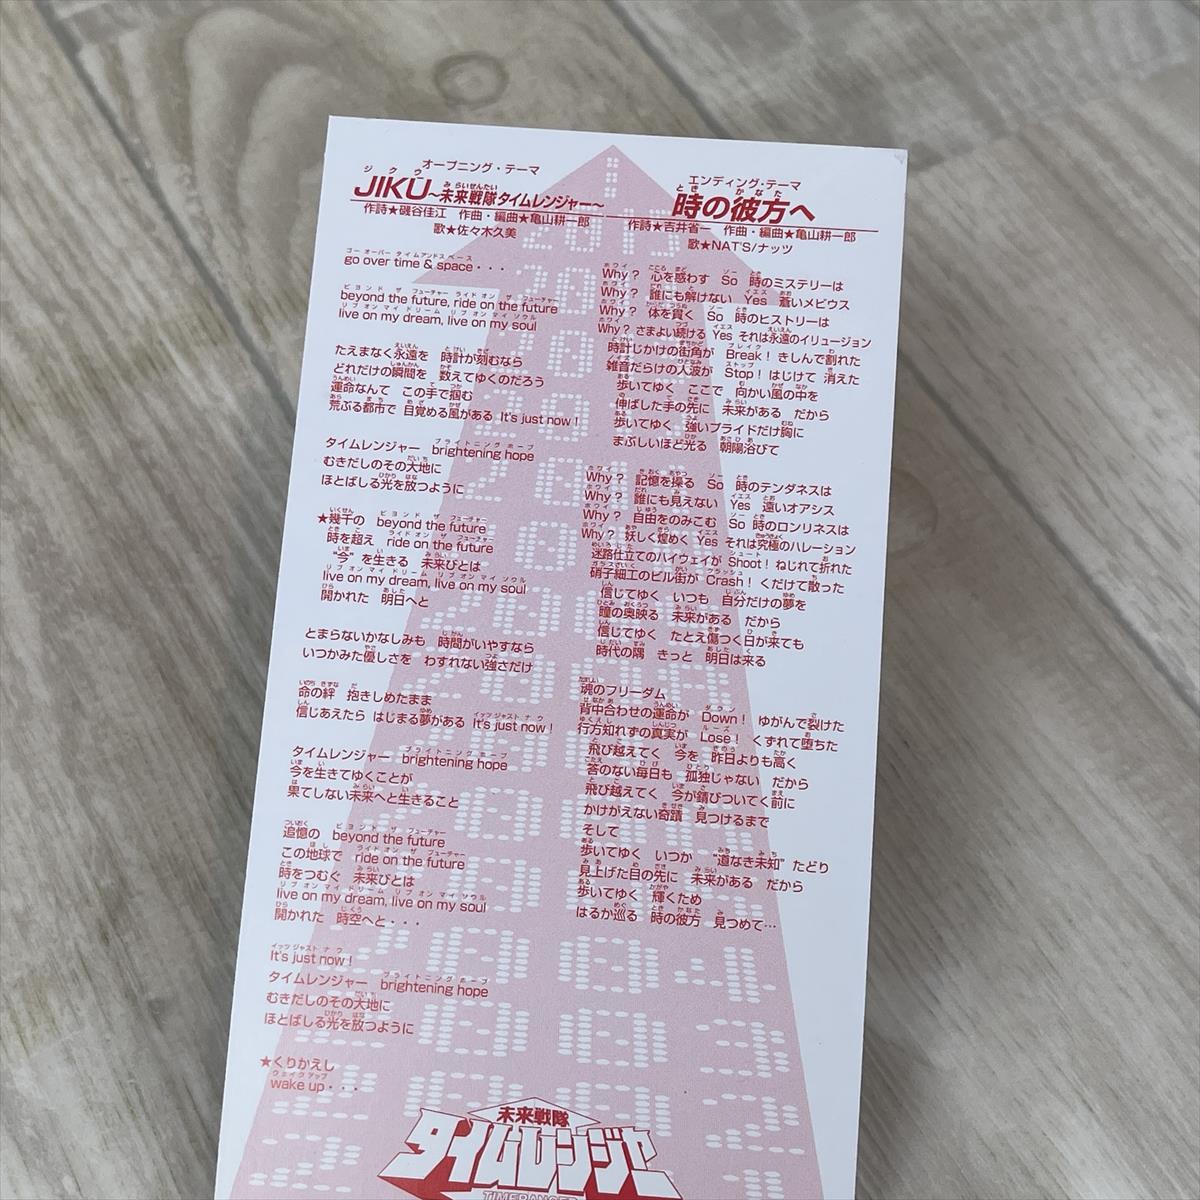 オープニング・テーマ
JIKŪ～未来戦隊タイムレンジャー～
作詩★磯谷佳江　作曲・編曲★亀山耕一郎
歌★佐々木久美
go over time & space・・・
beyond the future, ride on the future
live on my dream, live on my soul
たえまなく永遠を　時計が刻むなら
どれだけの瞬間を　数えてゆくのだろう
運命なんて　この手で掴む
荒ぶる都市で　目覚める風がある　It's just now！
タイムレンジャー　brightening hope
むきだしのその大地に
ほとばしる光を放つように
★幾千の　beyond the future
時を超え　ride on the future
“今”を生きる　未来びとは
live on my dream, live on my soul
開かれた　明日へと
とまらないかなしみも　時間がいやすなら
いつかみた優しさを　わすれない強さだけ
命の絆　抱きしめたまま
信じあえたら　はじまる夢がある　It's just now！
タイムレンジャー　brightening hope
今を生きてゆくことが
果てしない未来へと生きること
追憶の　beyond the future
この地球で　ride on the future
時をつむぐ　未来びとは
live on my dream, live on my soul
開かれた　時空へと・・・
It's just now！
タイムレンジャー　brightening hope
むきだしのその大地に
ほとばしる光を放つように
★くりかえし
wake up・・・
エンディング・テーマ
時の彼方へ
作詩★吉井省一　作曲・編曲★亀山耕一郎
歌★NAT'S/ナッツ
Why？　心を惑わす　So　時のミステリーは
Why？　誰にも解けない　Yes　蒼いメビウス
Why？　体を貫く　So　時のヒストリーは
Why？　さまよい続ける　Yes　それは永遠のイリュージョン
時計じかけの街角が　Break！　きしんで割れた
雑音だらけの人波が　Stop！　はじけて　消えた
歩いてゆく　ここで　向かい風の中を
伸ばした手の先に　未来がある　だから
歩いてゆく　強いプライドだけ胸に
まぶしいほど光る　朝陽浴びて
Why？　記憶を操る　So　時のテンダネスは
Why？　誰にも見えない　Yes　遠いオアシス
Why？　自由をのみこむ　So　時のロンリネスは
Why？　妖しく煌めく　Yes　それは究極のハレーション
迷路仕立てのハイウェイが　Shoot！　ねじれて折れた
硝子細工のビル街が　Crash！　くだけて散った
信じてゆく　いつも　自分だけの夢を
瞳の奥映る　未来がある　だから
信じてゆく　たとえ傷つく日が来ても
時代の隅　きっと　明日は来る
魂のフリーダム
背中合わせの運命が　Down！　ゆがんで裂けた
行方知れずの真実が　Lose！　くずれて堕ちた
飛び越えてく　今を　昨日よりも高く
答のない毎日も　孤独じゃない　だから
飛び越えてく　今が錆びついてく前に
かけがえない奇蹟　見つけるまで
そして
歩いてゆく　いつか　“道なき未知”たどり
見上げた目の先に　未来がある　だから
歩いてゆく　輝くため
はるか巡る　時の彼方　見つめて…
未来戦隊
タイムレンジャー
TIMERANGER